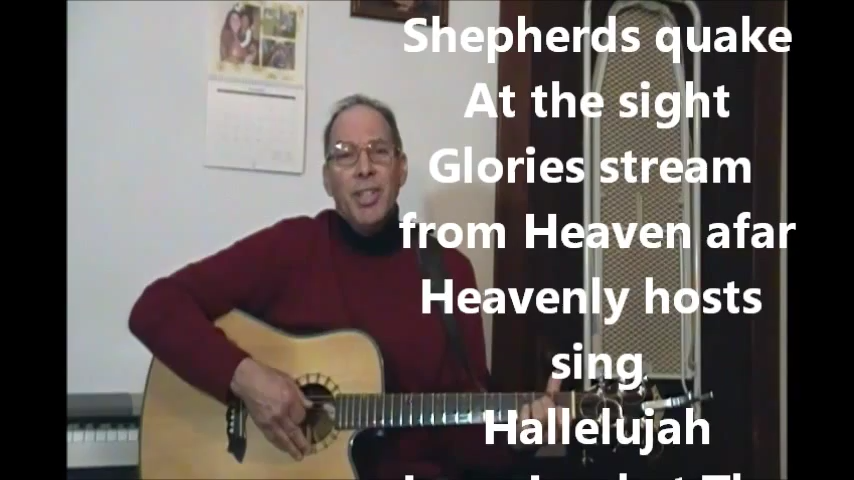 Shepherds quake
At the sight
Glories stream
from Heaven afar
Heavenly hosts
sing
Hallelujah